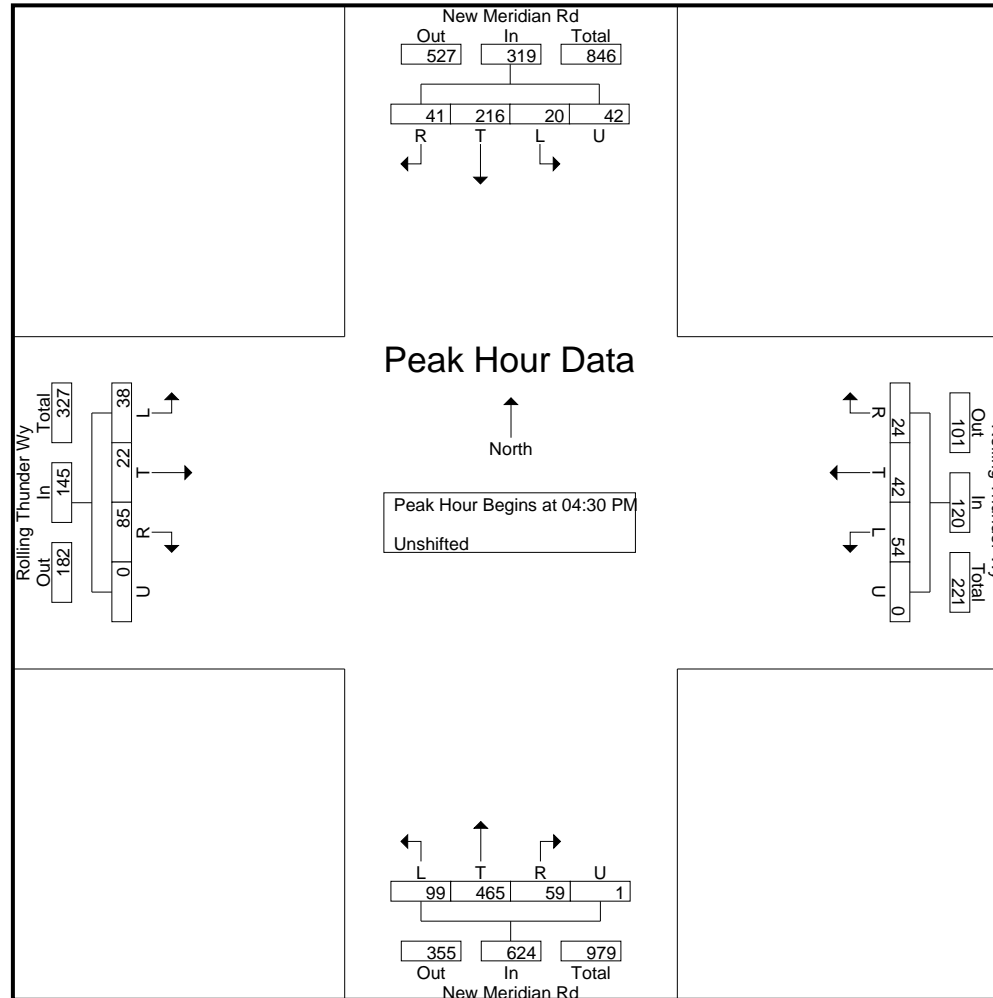 New Meridian Rd
Out In Total
527 319 846
41 216 20 42
R T L U
Peak Hour Data
North
Peak Hour Begins at 04:30 PM
Unshifted
Rolling Thunder Wy
Total In Out
327 145 182
38 22 85 0
L T R U
R T L U
24 42 54 0
101 120 221
Out In Total
L T R U
99 465 59 1
355 624 979
Out In Total
New Meridian Rd